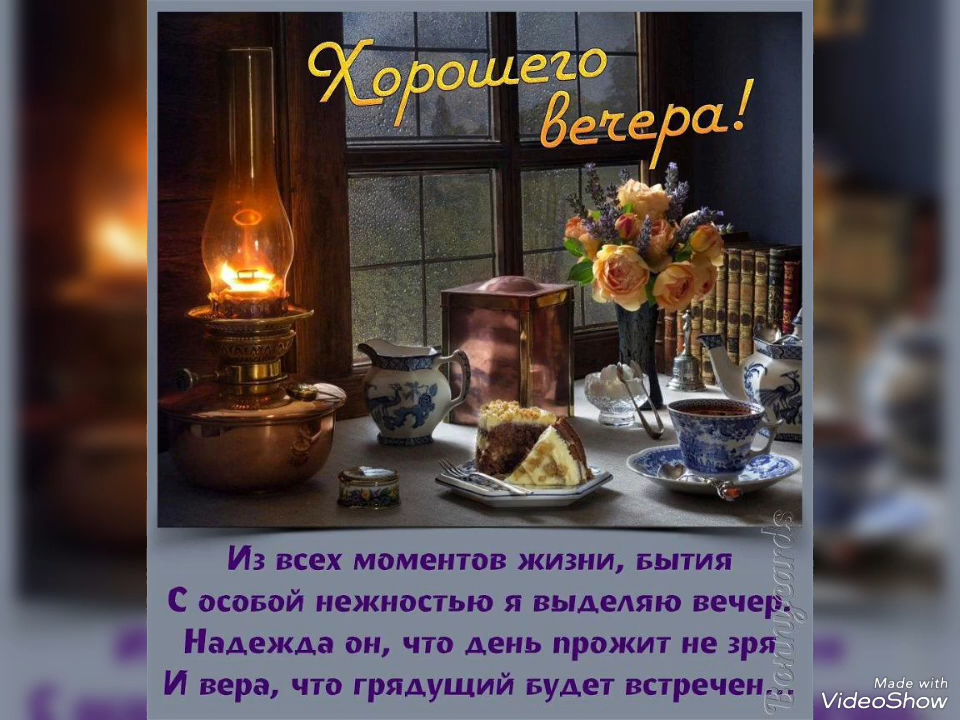 Хорошего
вечера!
Из всех моментов жизни, бытия
С особой нежностью я выделяю вечер.
Надежда он, что день прожит не зря
И вера, что грядущий будет встречен...
Bonnycards
Made with
VideoShow